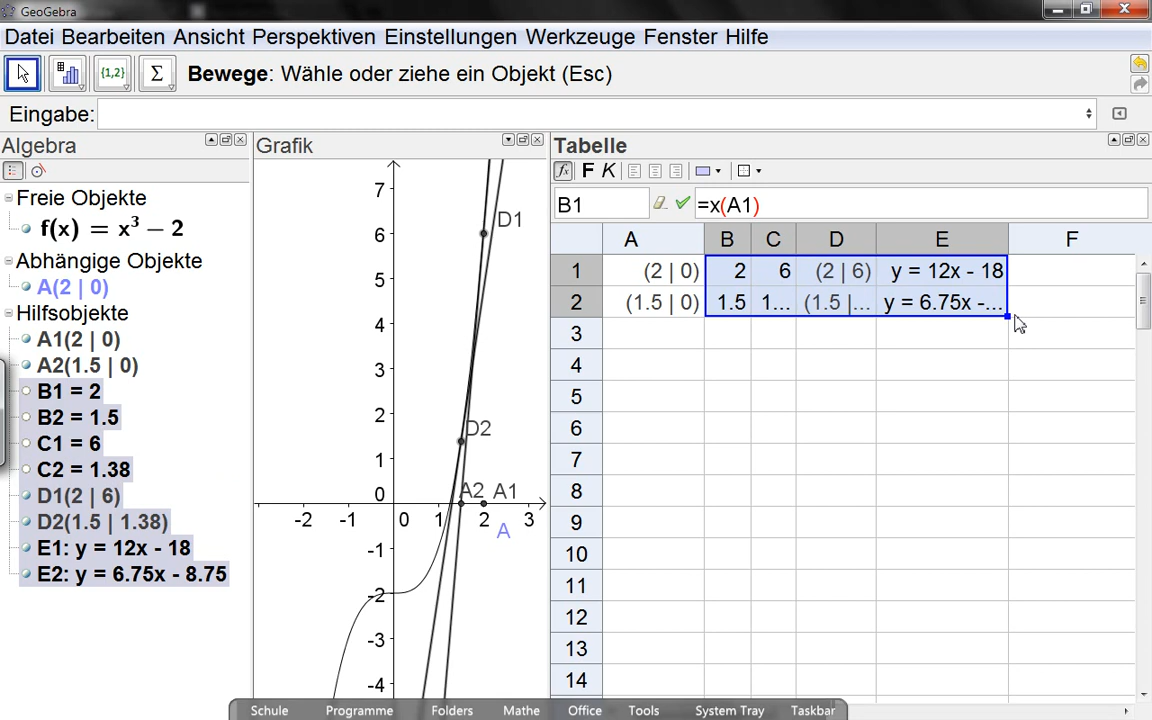 GeoGebra
Datei Bearbeiten Ansicht Perspektiven Einstellungen Werkzeuge Fenster Hilfe
{1,2} Σ Bewege: Wähle oder ziehe ein Objekt (Esc)
Eingabe:
Algebra
Freie Objekte
f(x) = x³ − 2
Abhängige Objekte
A(2 | 0)
Hilfsobjekte
A1(2 | 0)
A2(1.5 | 0)
B1 = 2
B2 = 1.5
C1 = 6
C2 = 1.38
D1(2 | 6)
D2(1.5 | 1.38)
E1: y = 12x - 18
E2: y = 6.75x - 8.75
Grafik
7
D1
6
5
4
3
2
D2
1
0
A2 A1
-2 -1 0 1 2 3
A
-1
-2
-3
-4
Tabelle
fx F K
B1 =x(A1)
A B C D E F
1 (2 | 0) 2 6 (2 | 6) y = 12x - 18
2 (1.5 | 0) 1.5 1... (1.5 |... y = 6.75x -...
3
4
5
6
7
8
9
10
11
12
13
14
Schule Programme Folders Mathe Office Tools System Tray Taskbar